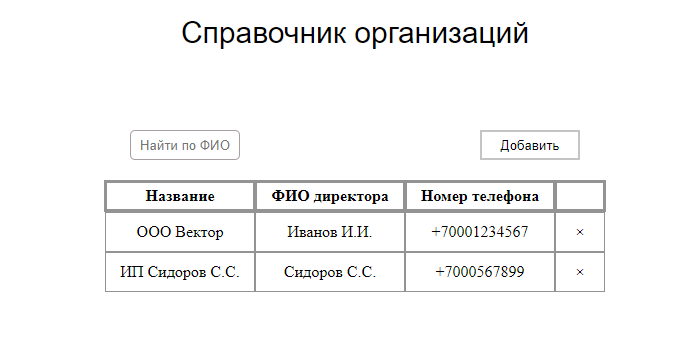 Справочник организаций
Найти по ФИО Добавить
Название ФИО директора Номер телефона
ООО Вектор Иванов И.И. +70001234567 ×
ИП Сидоров С.С. Сидоров С.С. +7000567899 ×